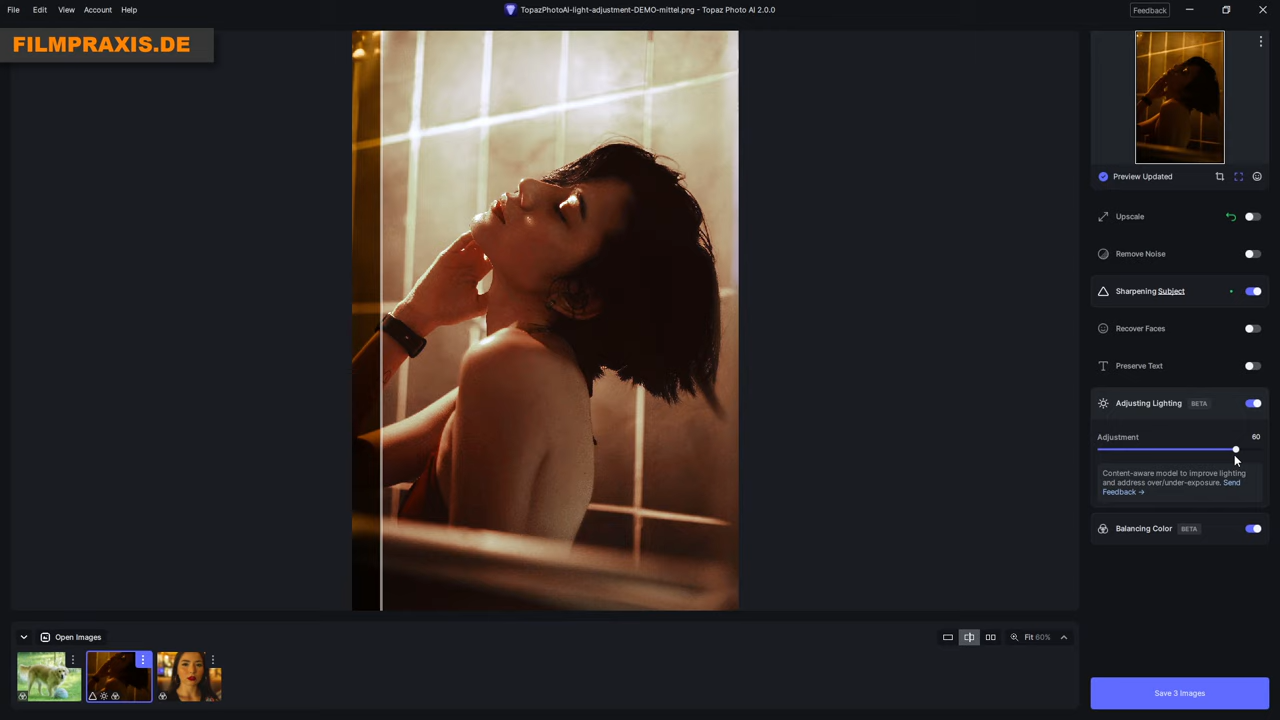 File Edit View Account Help
TopazPhotoAI-light-adjustment-DEMO-mittel.png - Topaz Photo AI 2.0.0
Feedback
FILMPRAXIS.DE
Preview Updated
Upscale
Remove Noise
Sharpening Subject
Recover Faces
Preserve Text
Adjusting Lighting BETA
Adjustment 60
Content-aware model to improve lighting
and address over/under-exposure. Send
Feedback →
Balancing Color BETA
Open Images
Fit 60%
Save 3 Images